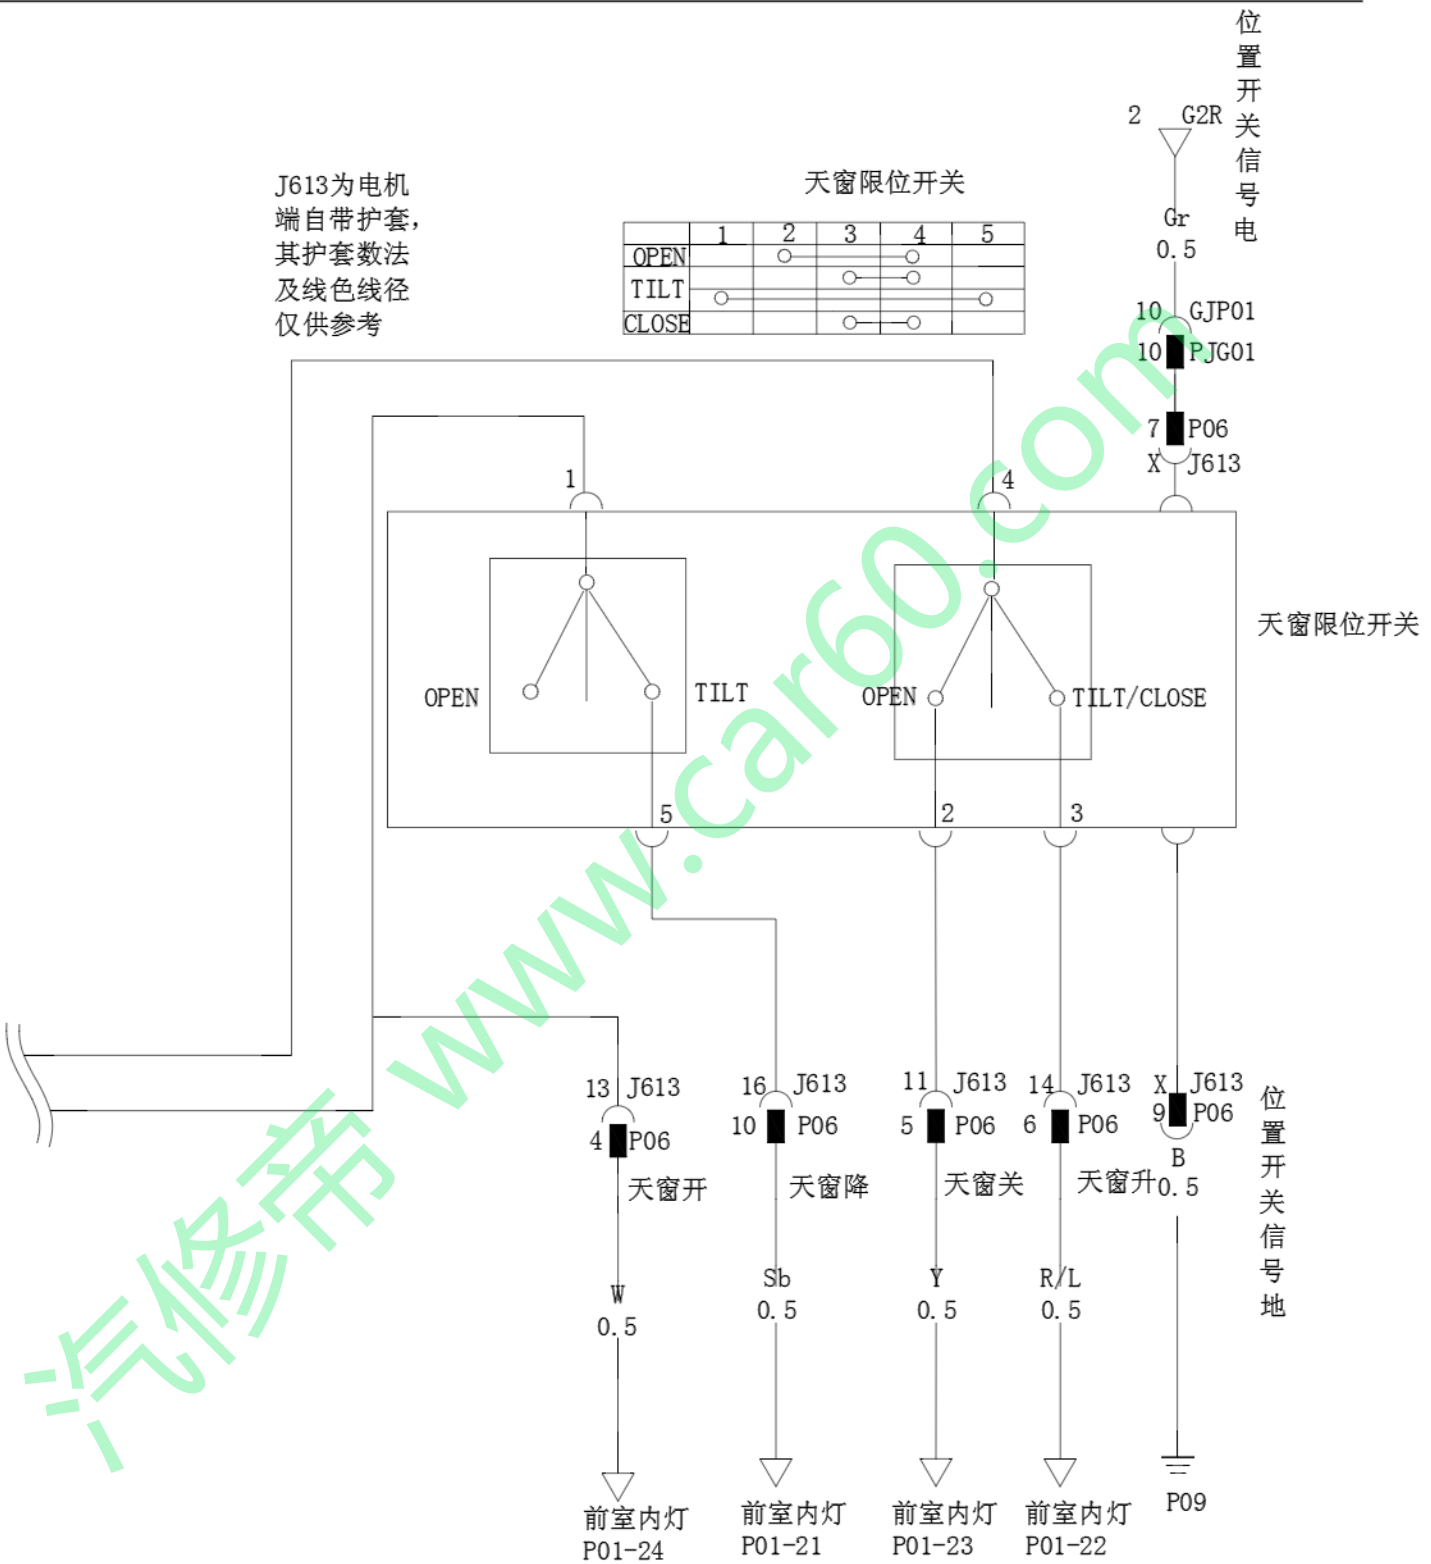 位置开关信号电
2 G2R
Gr
0.5
10 GJP01
10 PJG01
7 P06
X J613
J613为电机
端自带护套,
其护套数法
及线色线径
仅供参考
天窗限位开关
1 2 3 4 5
OPEN
TILT
CLOSE
1 4
天窗限位开关
OPEN TILT OPEN TILT/CLOSE
5 2 3
13 J613 16 J613 11 J613 14 J613 X J613
4 P06 10 P06 5 P06 6 P06 9 P06
天窗开 天窗降 天窗关 天窗升
B
0.5
位置开关信号地
W Sb Y R/L
0.5 0.5 0.5 0.5
前室内灯 前室内灯 前室内灯 前室内灯
P01-24 P01-21 P01-23 P01-22
P09
汽修帝 www.car60.com